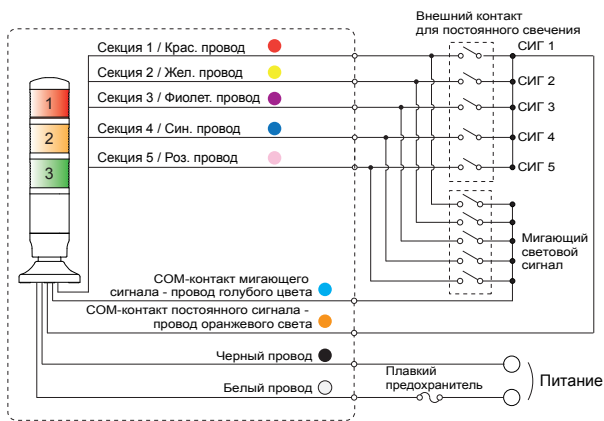 Внешний контакт
для постоянного свечения
Секция 1 / Крас. провод
СИГ 1
Секция 2 / Жел. провод
СИГ 2
Секция 3 / Фиолет. провод
СИГ 3
Секция 4 / Син. провод
СИГ 4
Секция 5 / Роз. провод
СИГ 5
1
2
3
Мигающий
световой
сигнал
COM-контакт мигающего
сигнала - провод голубого цвета
COM-контакт постоянного сигнала -
провод оранжевого света
Черный провод
Белый провод
Плавкий
предохранитель
Питание